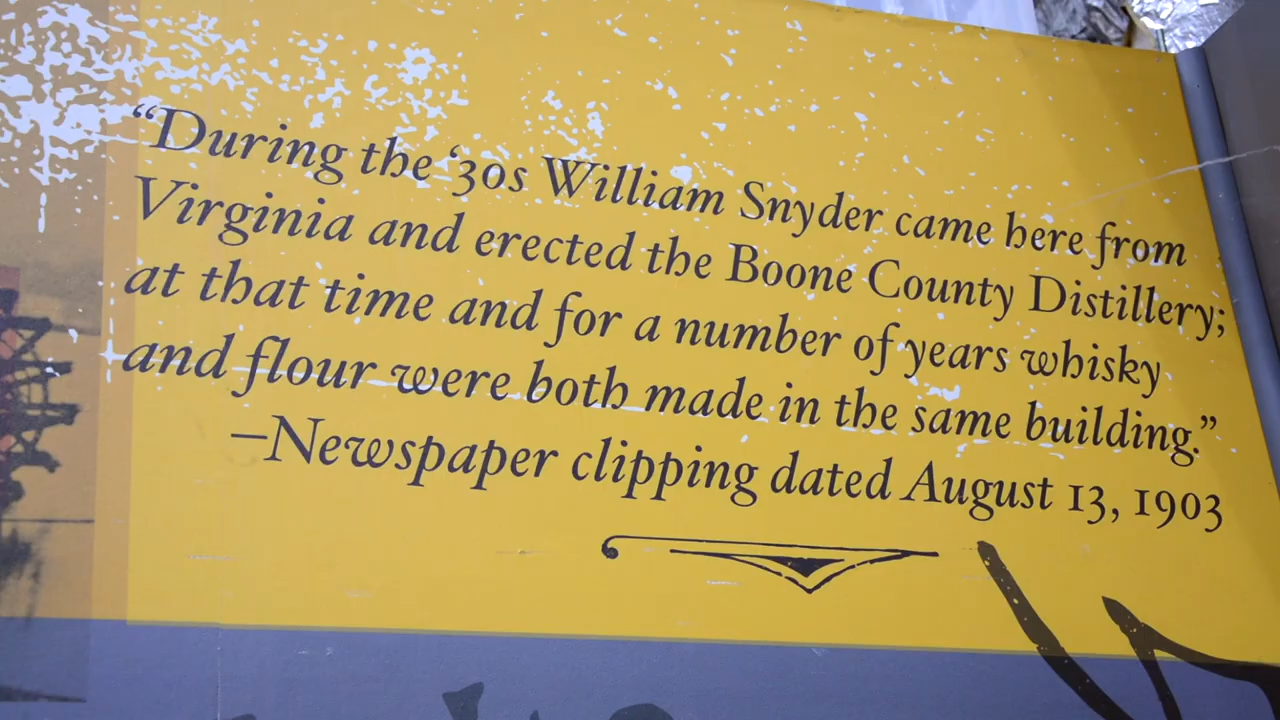 “During the ‘30s William Snyder came here from
Virginia and erected the Boone County Distillery;
at that time and for a number of years whisky
and flour were both made in the same building.”
–Newspaper clipping dated August 13, 1903